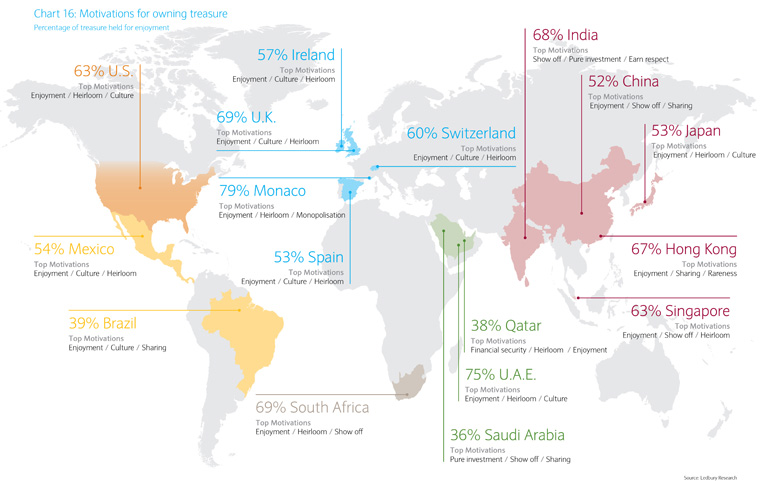 Chart 16: Motivations for owning treasure
Percentage of treasure held for enjoyment
68% India
Top Motivations
Show off / Pure investment / Earn respect
57% Ireland
Top Motivations
Enjoyment / Culture / Heirloom
63% U.S.
Top Motivations
Enjoyment / Heirloom / Culture
52% China
Top Motivations
Enjoyment / Show off / Sharing
69% U.K.
Top Motivations
Enjoyment / Culture / Heirloom
60% Switzerland
Top Motivations
Enjoyment / Culture / Heirloom
53% Japan
Top Motivations
Enjoyment / Heirloom / Culture
79% Monaco
Top Motivations
Enjoyment / Heirloom / Monopolisation
54% Mexico
Top Motivations
Enjoyment / Culture / Heirloom
53% Spain
Top Motivations
Enjoyment / Culture / Heirloom
67% Hong Kong
Top Motivations
Enjoyment / Sharing / Rareness
39% Brazil
Top Motivations
Enjoyment / Culture / Sharing
38% Qatar
Top Motivations
Financial security / Heirloom / Enjoyment
63% Singapore
Top Motivations
Enjoyment / Show off / Heirloom
75% U.A.E.
Top Motivations
Enjoyment / Heirloom / Culture
69% South Africa
Top Motivations
Enjoyment / Heirloom / Show off
36% Saudi Arabia
Top Motivations
Pure investment / Show off / Sharing
Source: Ledbury Research